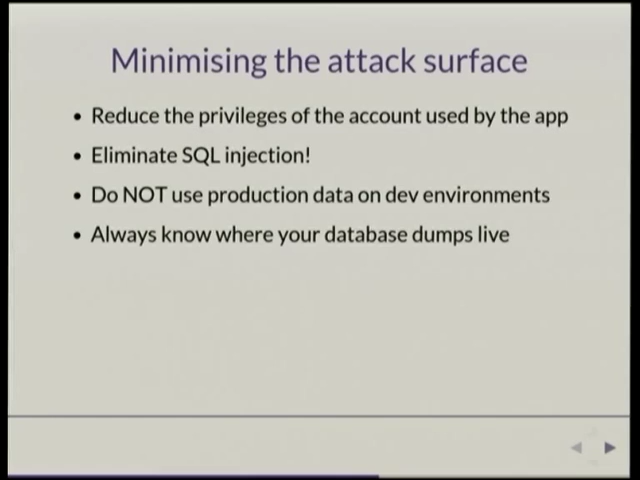 Minimising the attack surface
Reduce the privileges of the account used by the app
Eliminate SQL injection!
Do NOT use production data on dev environments
Always know where your database dumps live